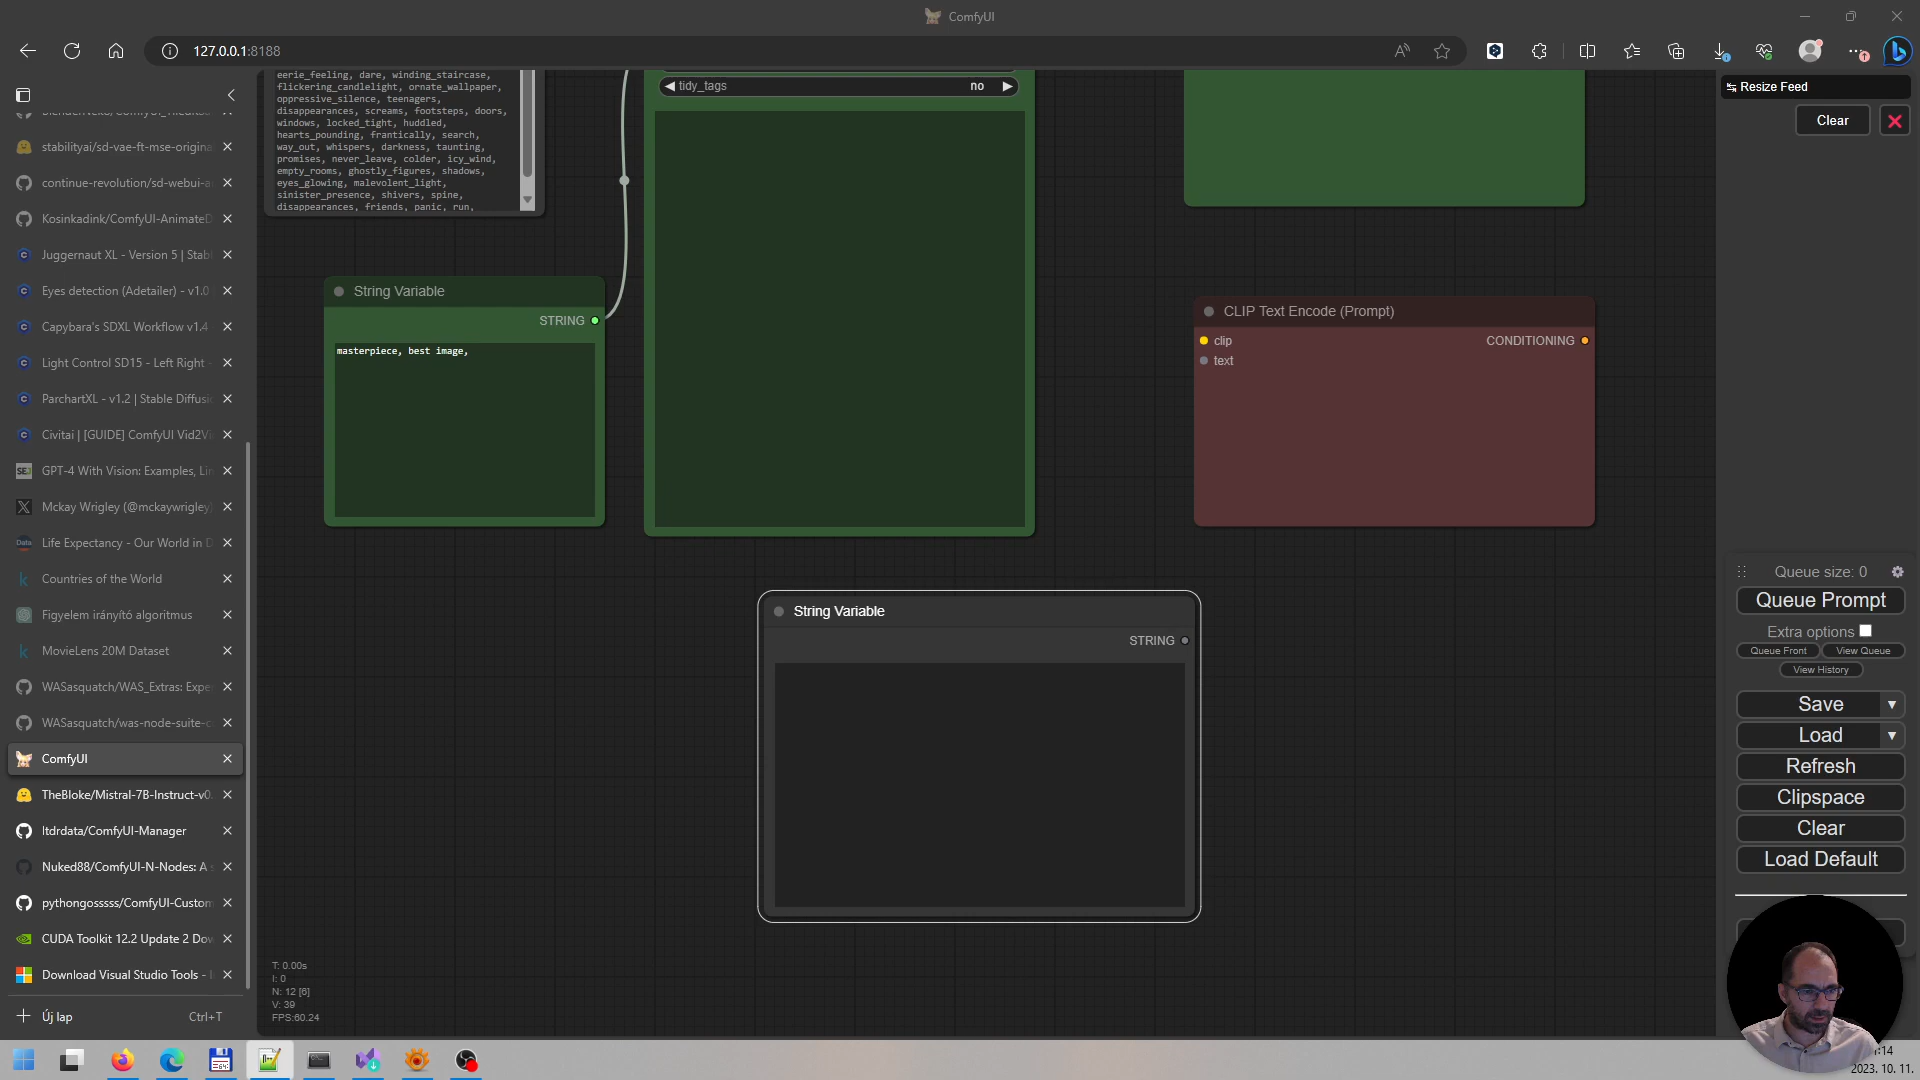 ComfyUI
127.0.0.1:8188
stabilityai/sd-vae-ft-mse-origina
continue-revolution/sd-webui-a
Kosinkadink/ComfyUI-AnimateD
Juggernaut XL - Version 5 | Stab
Eyes detection (Adetailer) - v1.0
Capybara's SDXL Workflow v1.4
Light Control SD15 - Left Right -
ParchartXL - v1.2 | Stable Diffusi
Civitai | [GUIDE] ComfyUI Vid2Vi
GPT-4 With Vision: Examples, Lin
Mckay Wrigley (@mckaywrigley)
Life Expectancy - Our World in D
Countries of the World
Figyelem irányító algoritmus
MovieLens 20M Dataset
WASasquatch/WAS_Extras: Expe
WASasquatch/was-node-suite-c
ComfyUI
TheBloke/Mistral-7B-Instruct-v0.
ltdrdata/ComfyUI-Manager
Nuked88/ComfyUI-N-Nodes: A s
pythongosssss/ComfyUI-Custom
CUDA Toolkit 12.2 Update 2 Dow
Download Visual Studio Tools - I
Új lap Ctrl+T
eerie_feeling, dare, winding_staircase,
flickering_candlelight, ornate_wallpaper,
oppressive_silence, teenagers,
disappearances, screams, footsteps, doors,
windows, locked_tight, huddled,
hearts_pounding, frantically, search,
way_out, whispers, darkness, taunting,
promises, never_leave, colder, icy_wind,
empty_rooms, ghostly_figures, shadows,
eyes_glowing, malevolent_light,
sinister_presence, shivers, spine,
disappearances, friends, panic, run,
tidy_tags no
String Variable
STRING
masterpiece, best image,
CLIP Text Encode (Prompt)
clip CONDITIONING
text
String Variable
STRING
T: 0.00s
I: 0
N: 12 [6]
V: 39
FPS:60.24
Resize Feed
Clear
Queue size: 0
Queue Prompt
Extra options
Queue Front View Queue
View History
Save
Load
Refresh
Clipspace
Clear
Load Default
:14
2023. 10. 11.